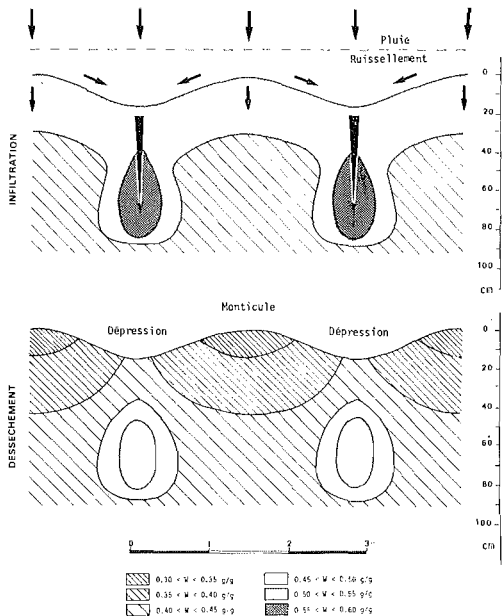 Pluie
Ruissellement
INFILTRATION
0
20
40
60
80
100
cm
Monticule
Dépression
Dépression
DESSECHEMENT
0
20
40
60
80
100
cm
0 1 2 3
0,30 < W < 0.35 g/g
0.35 < W < 0.40 g/g
0.40 < W < 0.45 g/g
0.45 < W < 0.50 g/g
0.50 < W < 0.55 g/g
0.55 < W < 0.60 g/g